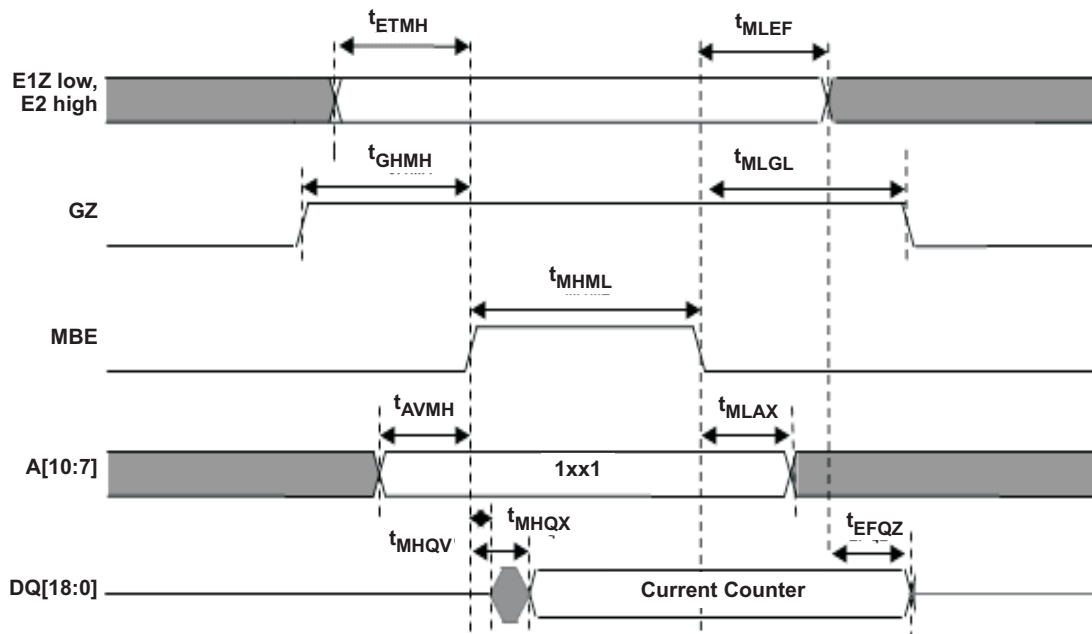 tETMH
tMLEF
E1Z low,
E2 high
tGHMH
tMLGL
GZ
tMHML
MBE
tAVMH
tMLAX
A[10:7]
1xx1
tMHQX
tMHQV
tEFQZ
DQ[18:0]
Current Counter